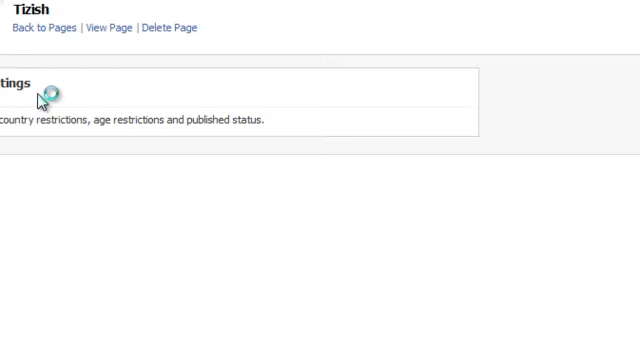 Tizish
Back to Pages | View Page | Delete Page
tings
country restrictions, age restrictions and published status.